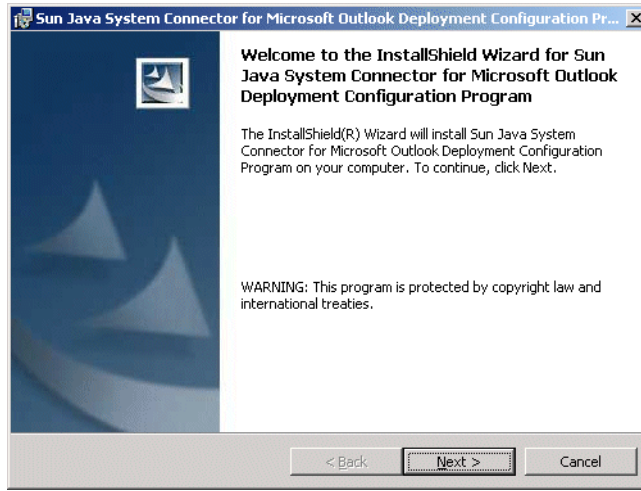 Sun Java System Connector for Microsoft Outlook Deployment Configuration Pr...
Welcome to the InstallShield Wizard for Sun
Java System Connector for Microsoft Outlook
Deployment Configuration Program
The InstallShield(R) Wizard will install Sun Java System
Connector for Microsoft Outlook Deployment Configuration
Program on your computer. To continue, click Next.
WARNING: This program is protected by copyright law and
international treaties.
< Back
Next >
Cancel